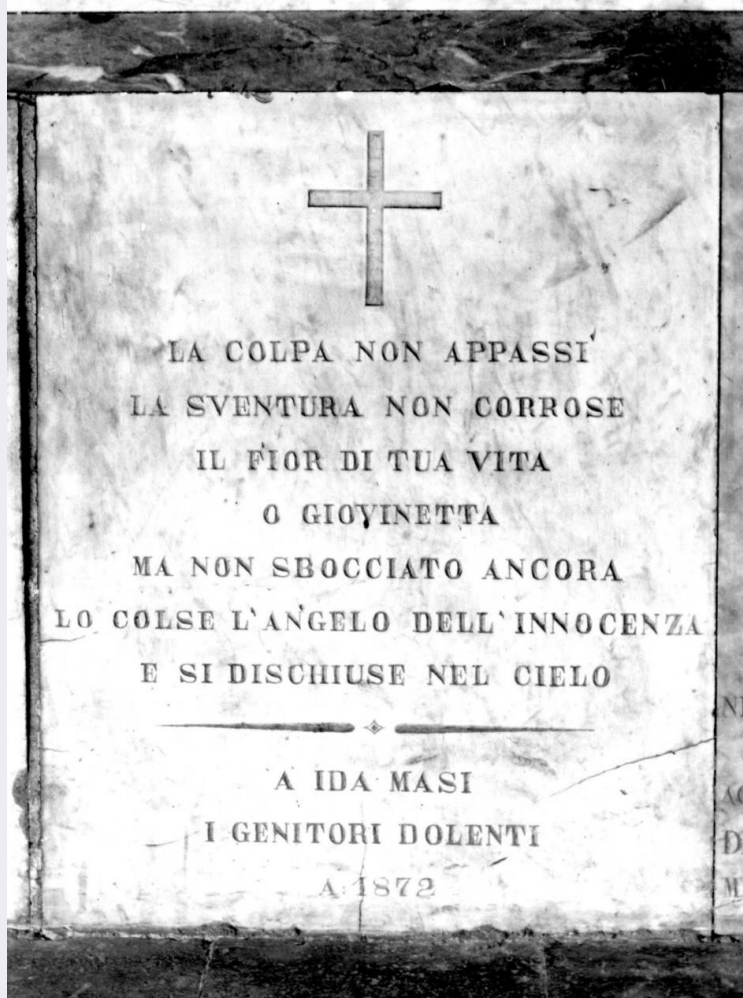 LA COLPA NON APPASSI'
LA SVENTURA NON CORROSE
IL FIOR DI TUA VITA
O GIOVINETTA
MA NON SBOCCIATO ANCORA
LO COLSE L'ANGELO DELL'INNOCENZA
E SI DISCHIUSE NEL CIELO
A IDA MASI
I GENITORI DOLENTI
A 1872